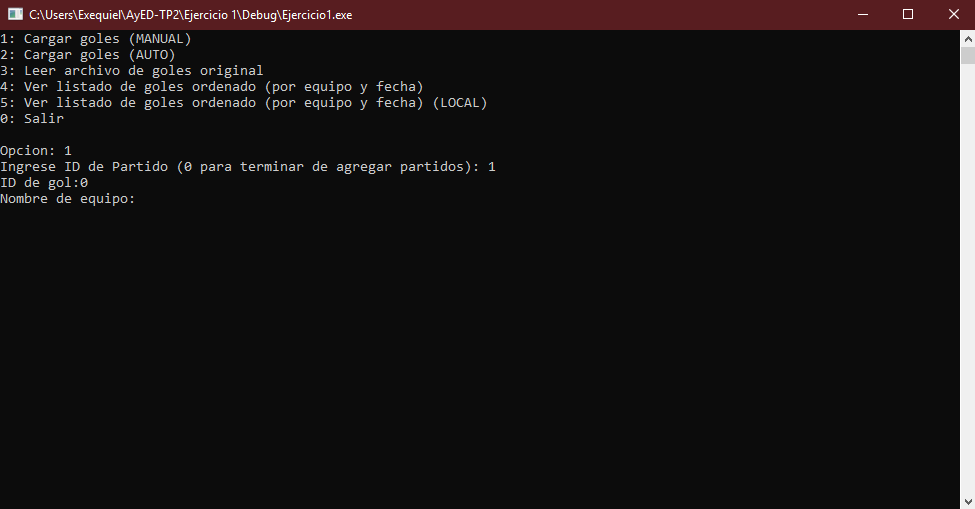 C:\Users\Exequiel\AyED-TP2\Ejercicio 1\Debug\Ejercicio1.exe
1: Cargar goles (MANUAL)
2: Cargar goles (AUTO)
3: Leer archivo de goles original
4: Ver listado de goles ordenado (por equipo y fecha)
5: Ver listado de goles ordenado (por equipo y fecha) (LOCAL)
0: Salir
Opcion: 1
Ingrese ID de Partido (0 para terminar de agregar partidos): 1
ID de gol:0
Nombre de equipo: